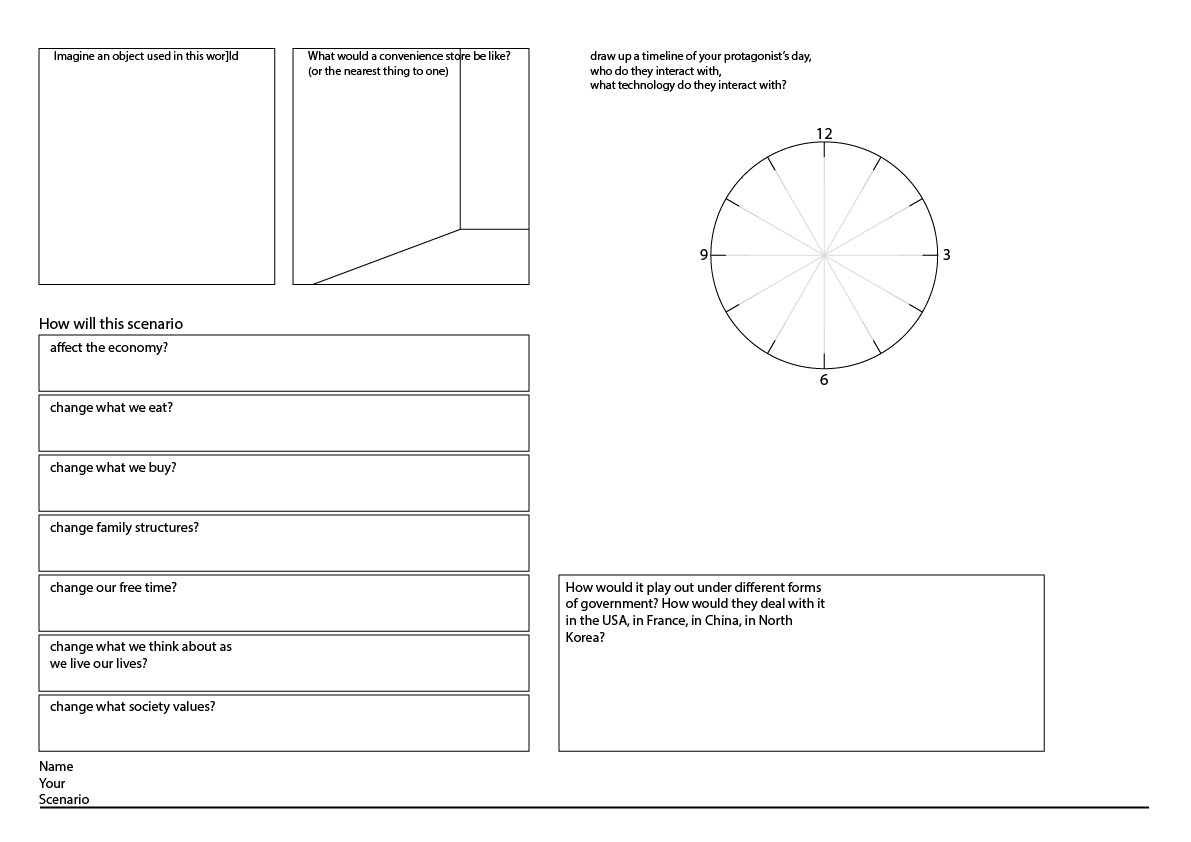 Imagine an object used in this wor]ld
What would a convenience store be like?
(or the nearest thing to one)
draw up a timeline of your protagonist's day,
who do they interact with,
what technology do they interact with?
12
9
3
6
How will this scenario
affect the economy?
change what we eat?
change what we buy?
change family structures?
change our free time?
change what we think about as
we live our lives?
change what society values?
How would it play out under different forms
of government? How would they deal with it
in the USA, in France, in China, in North
Korea?
Name
Your
Scenario